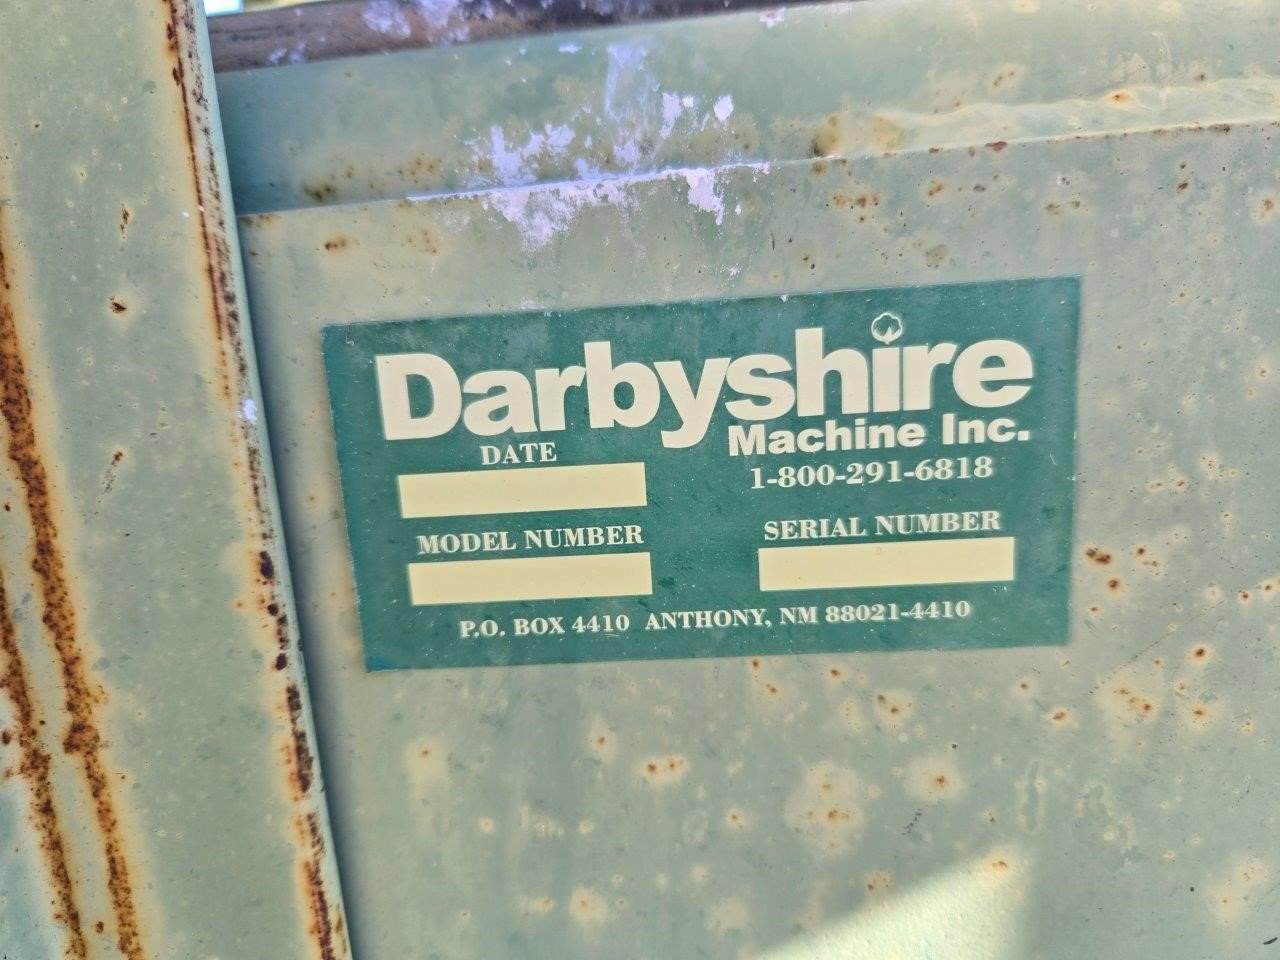 Darbyshire
Machine Inc.
1-800-291-6818
DATE
MODEL NUMBER
SERIAL NUMBER
P.O. BOX 4410 ANTHONY, NM 88021-4410